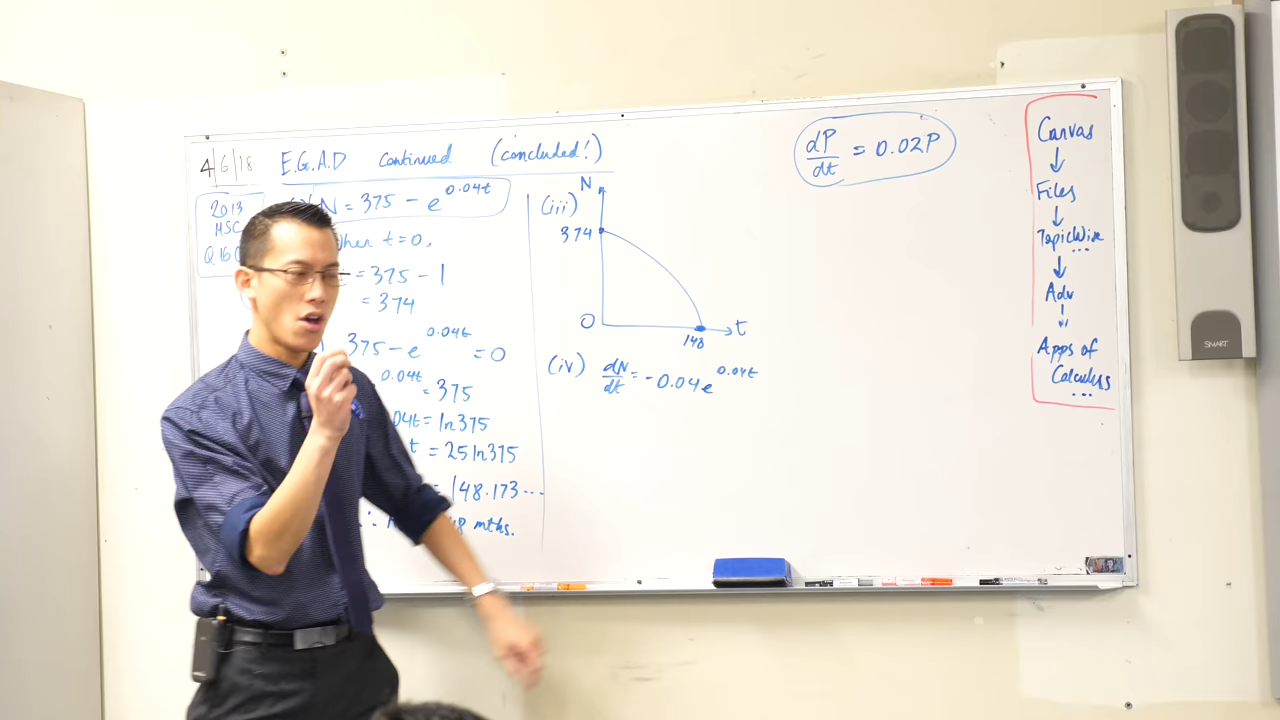 4/6/18 E.G.A.D Continued (concluded!)
2013
HSC
Q16
N = 375 - e^0.04t
when t=0,
= 375 - 1
= 374
375 - e^0.04t = 0
0.04t = 375
04t = ln375
t = 25ln375
= 148.173...
mths.
(iii)
N
374
O
148
t
(iv) dN/dt = -0.04e^0.04t
dP/dt = 0.02P
Canvas
↓
Files
↓
TopicWise
...
↓
Adv
↓
Apps of
Calculus
...
SMART